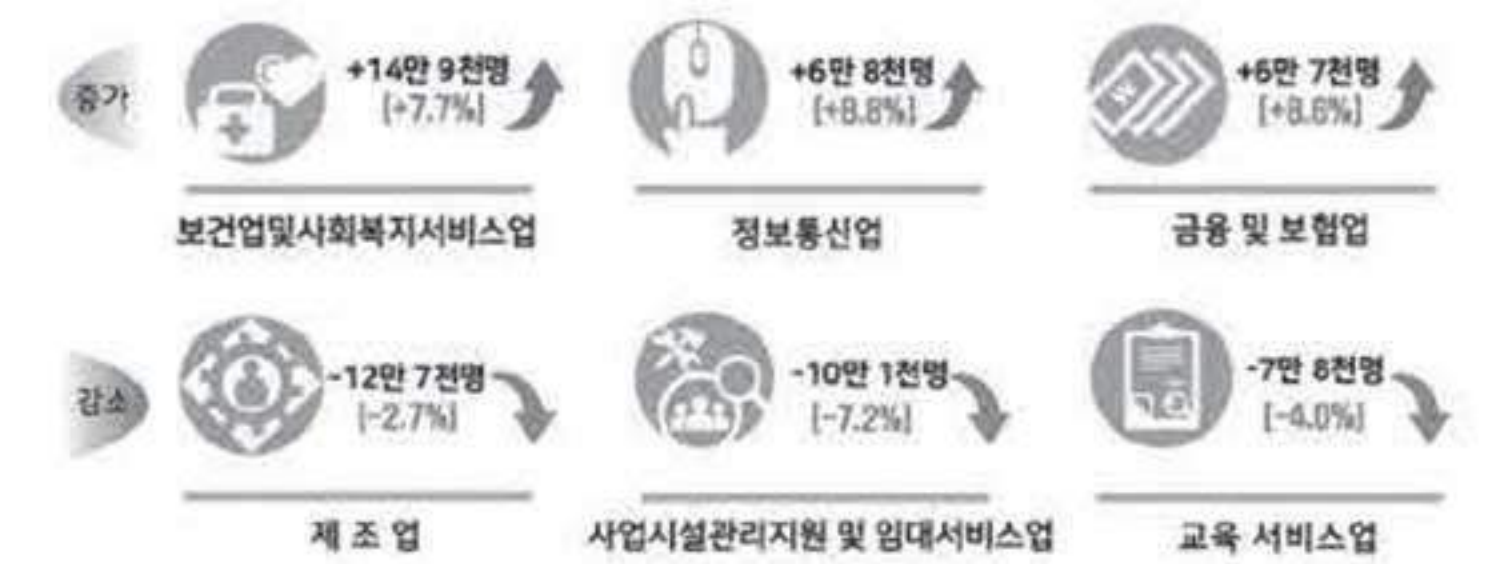 증가
+14만 9천명
[+7.7%]
+6만 8천명
[+8.8%]
+6만 7천명
[+8.6%]
보건업및사회복지서비스업
정보통신업
금융 및 보험업
감소
-12만 7천명
[-2.7%]
-10만 1천명
[-7.2%]
-7만 8천명
[-4.0%]
제 조 업
사업시설관리지원 및 임대서비스업
교육 서비스업